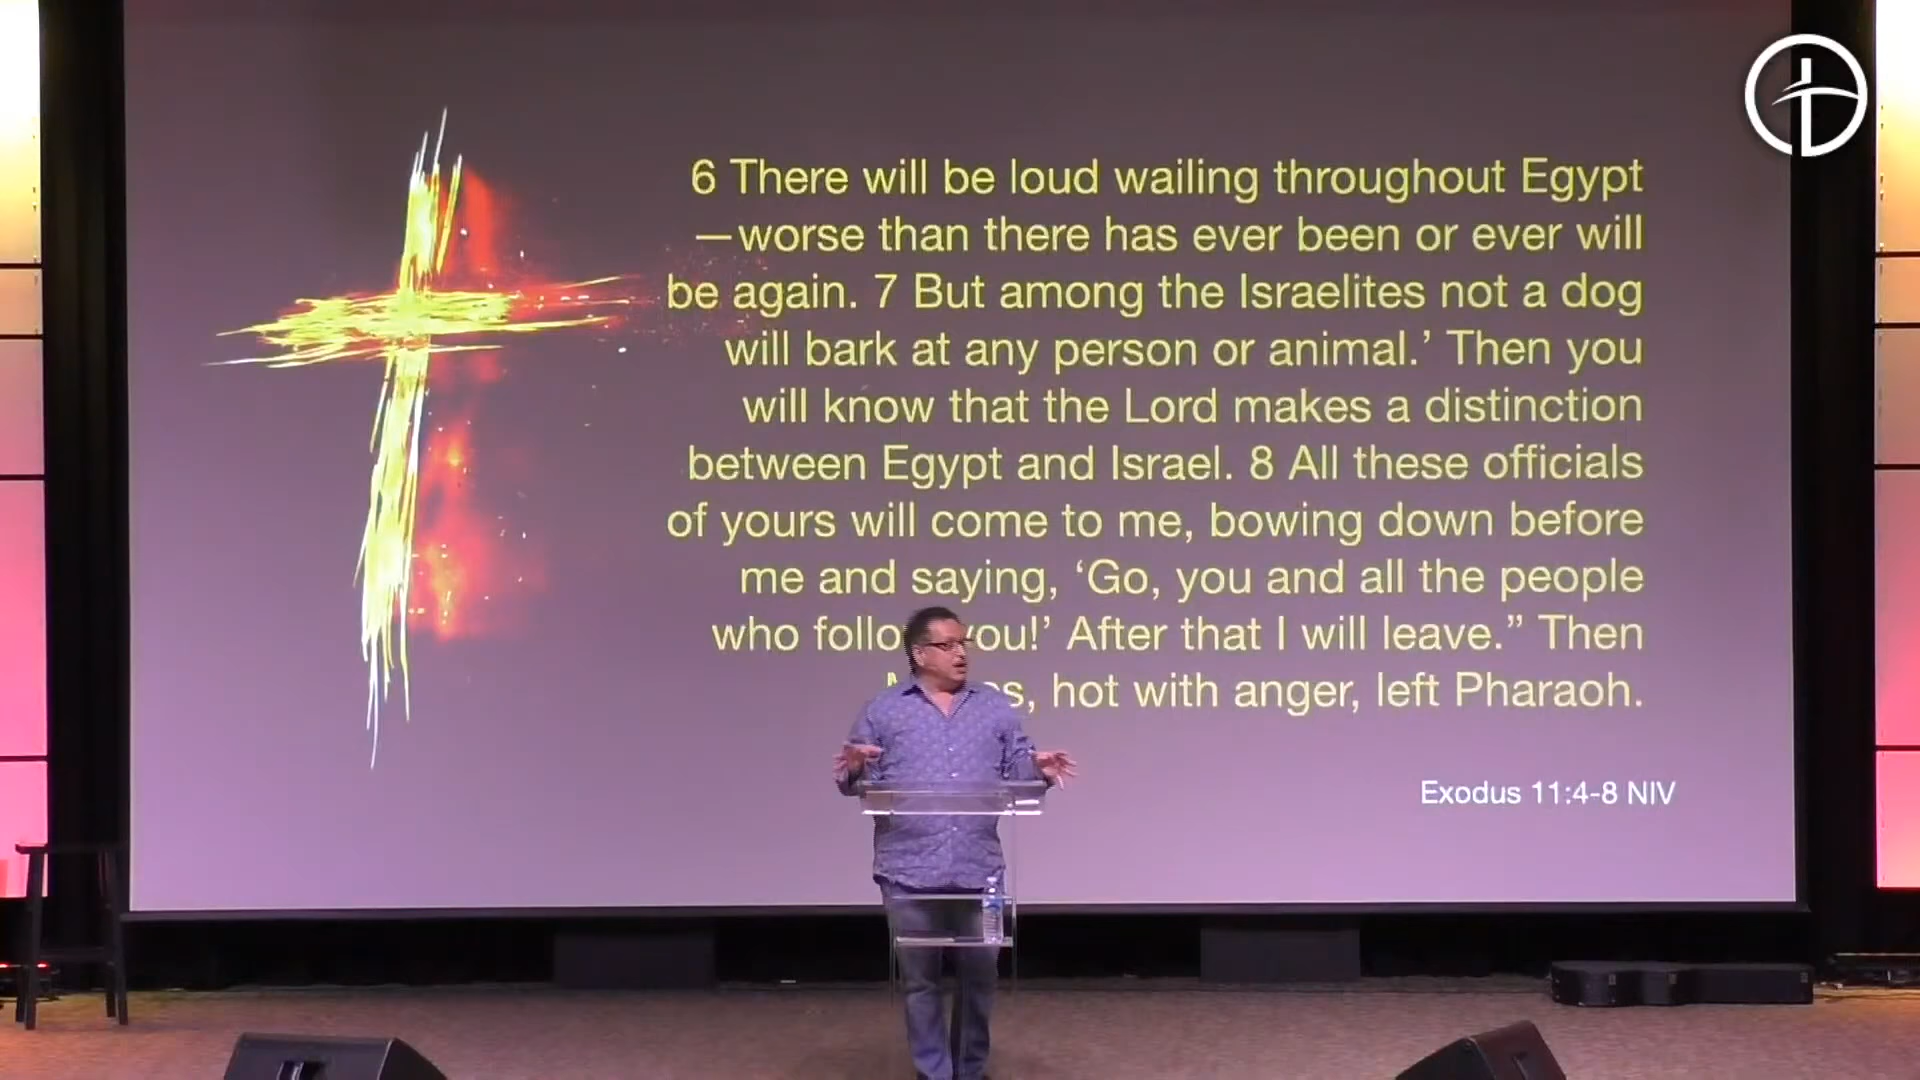 6 There will be loud wailing throughout Egypt
—worse than there has ever been or ever will
be again. 7 But among the Israelites not a dog
will bark at any person or animal.’ Then you
will know that the Lord makes a distinction
between Egypt and Israel. 8 All these officials
of yours will come to me, bowing down before
me and saying, ‘Go, you and all the people
who you!’ After that I will leave.” Then
hot with anger, left Pharaoh.
Exodus 11:4-8 NIV